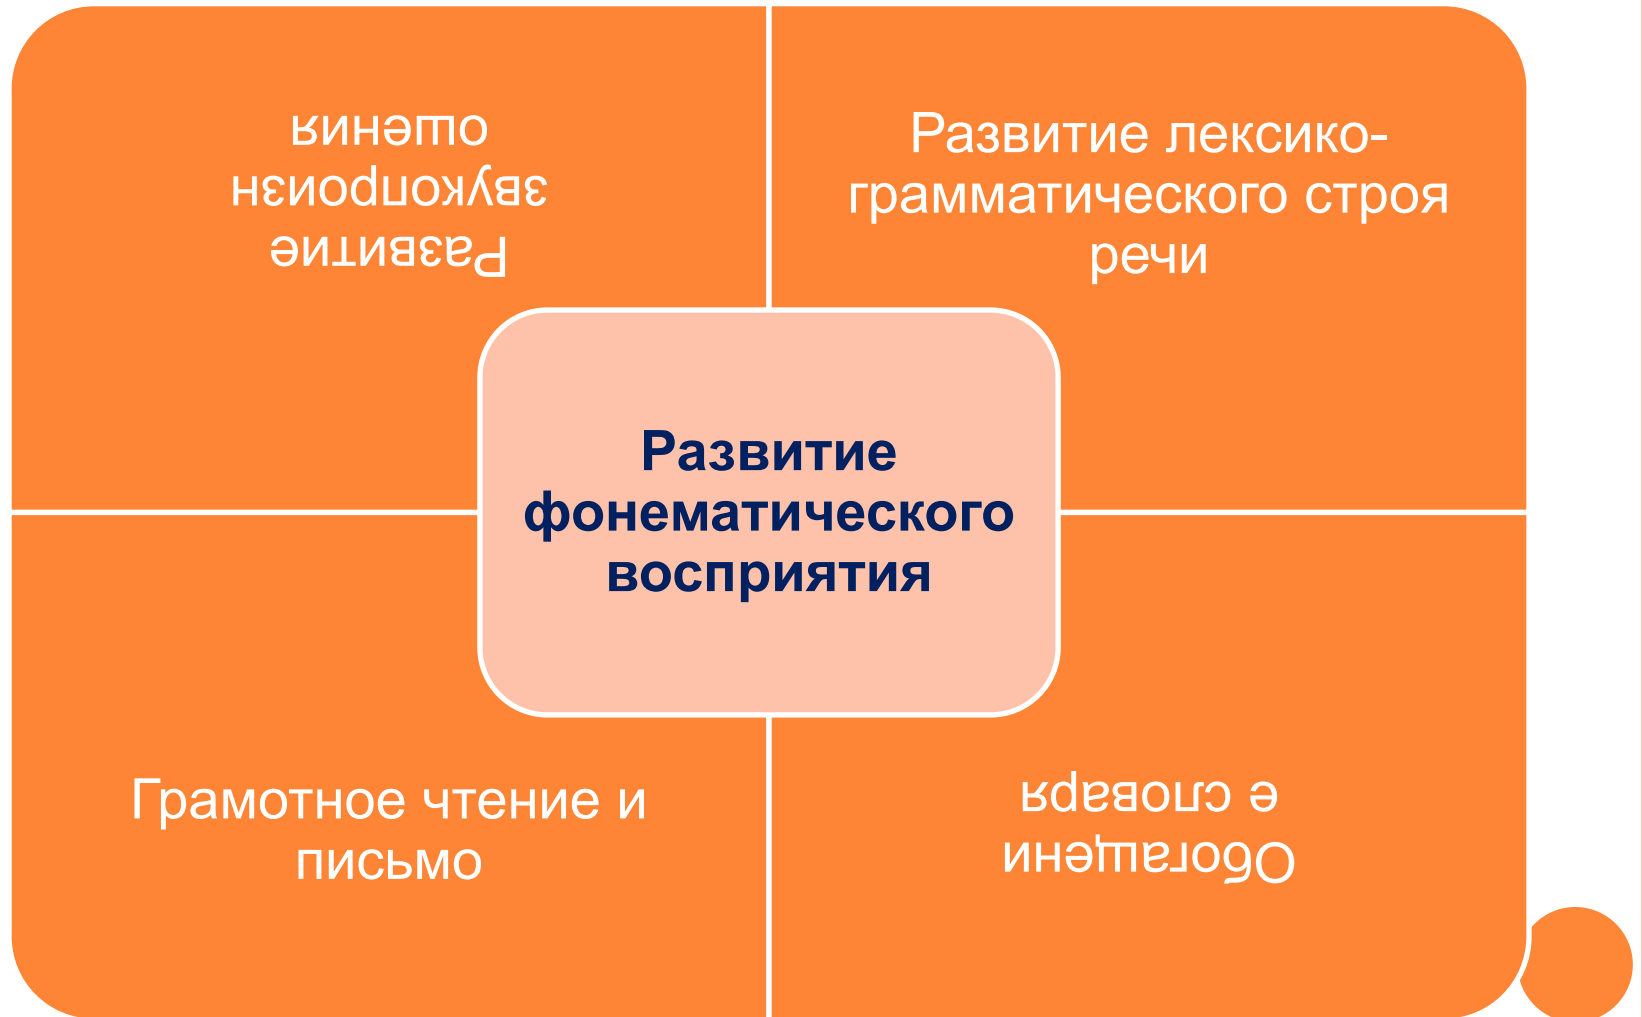 Развитие
звукопроизн
ошения
Развитие лексико-
грамматического строя
речи
Развитие
фонематического
восприятия
Грамотное чтение и
письмо
Обогащени
е словаря